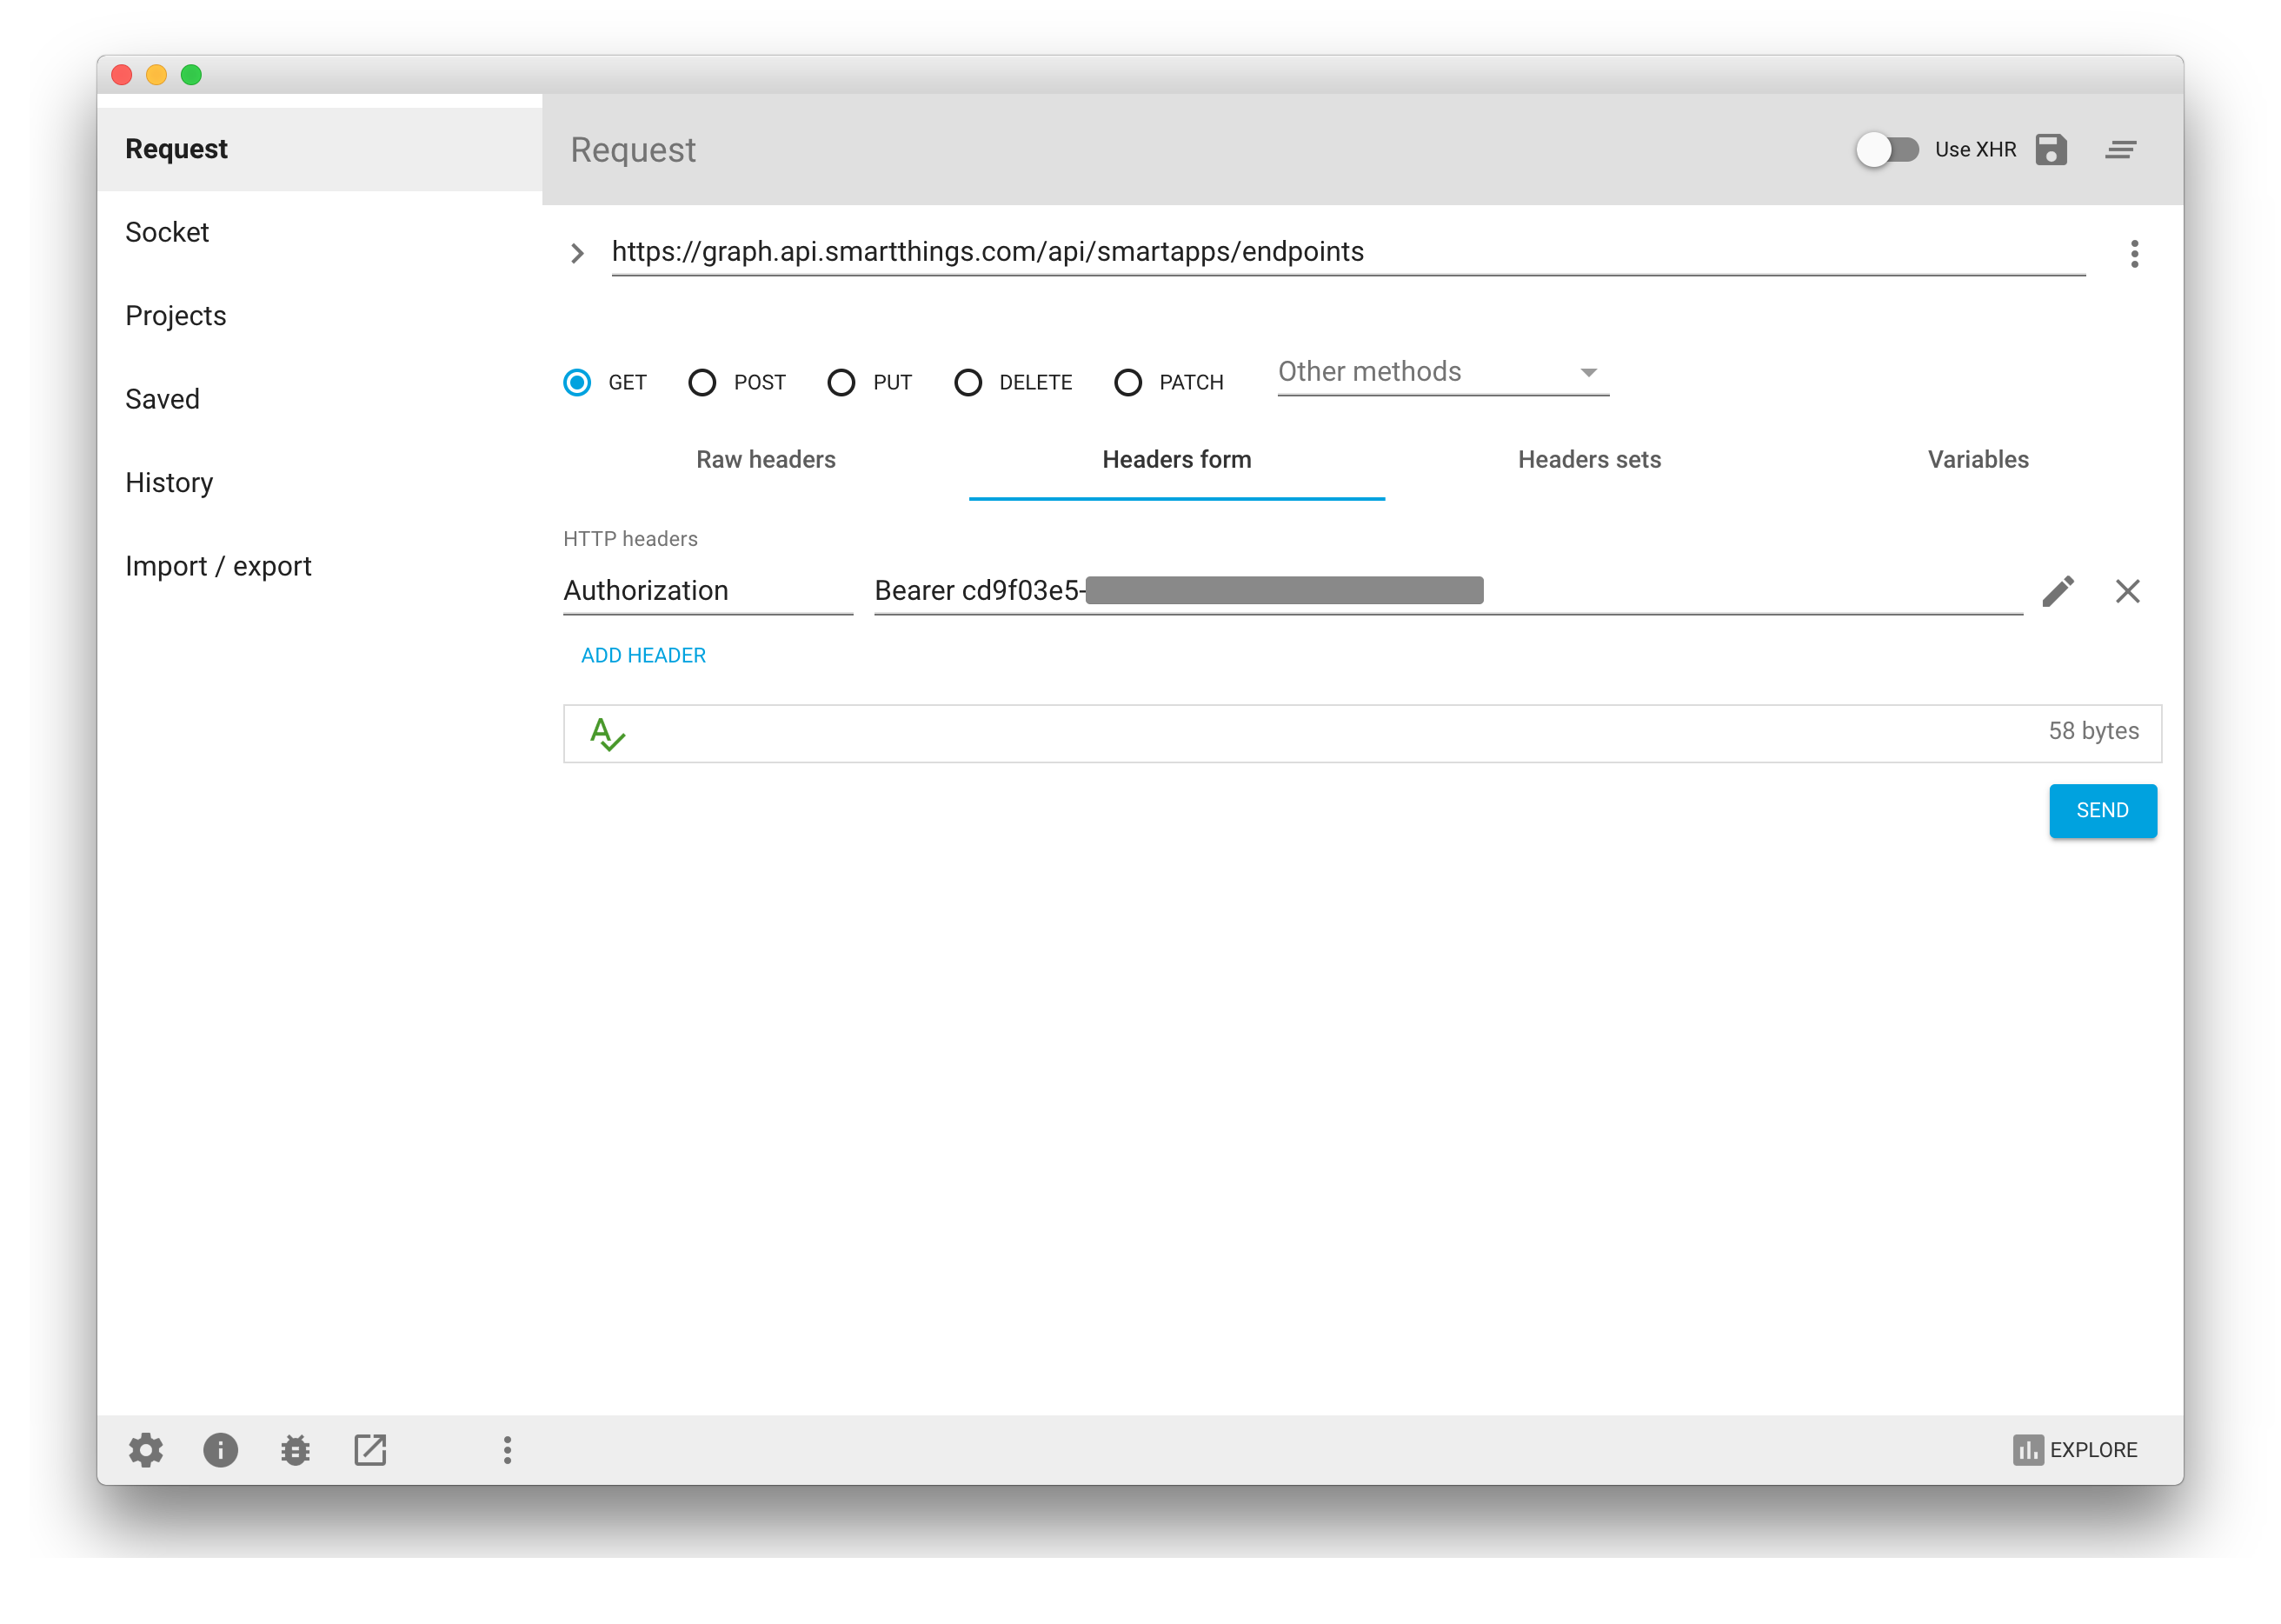 Request
Socket
Projects
Saved
History
Import / export
Request
Use XHR
https://graph.api.smartthings.com/api/smartapps/endpoints
GET POST PUT DELETE PATCH Other methods
Raw headers Headers form Headers sets Variables
HTTP headers
Authorization Bearer cd9f03e5-
ADD HEADER
58 bytes
SEND
EXPLORE